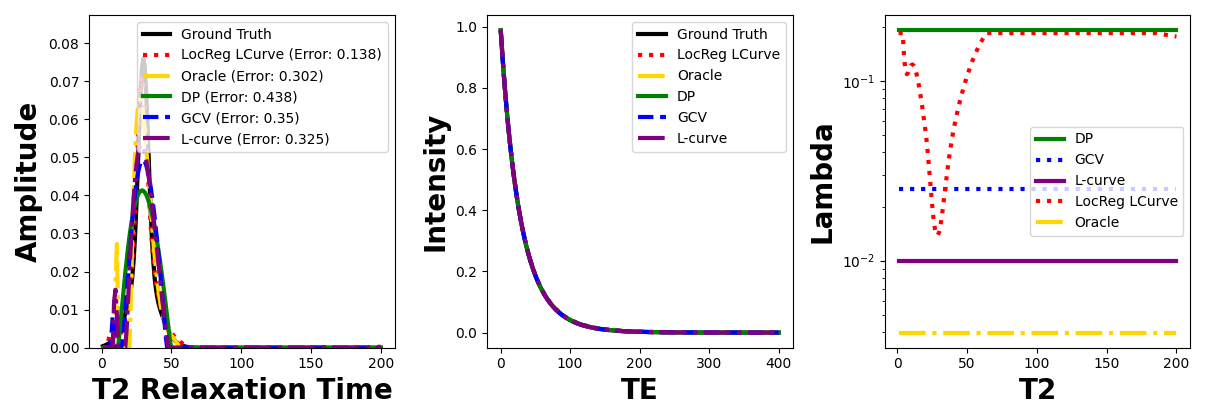 Amplitude
0.08
0.07
0.06
0.05
0.04
0.03
0.02
0.01
0.00
0
50
100
150
200
T2 Relaxation Time
Ground Truth
LocReg LCurve (Error: 0.138)
Oracle (Error: 0.302)
DP (Error: 0.438)
GCV (Error: 0.35)
L-curve (Error: 0.325)
Intensity
1.0
0.8
0.6
0.4
0.2
0.0
0
100
200
300
400
TE
Ground Truth
LocReg LCurve
Oracle
DP
GCV
L-curve
Lambda
10⁻¹
10⁻²
0
50
100
150
200
T2
DP
GCV
L-curve
LocReg LCurve
Oracle